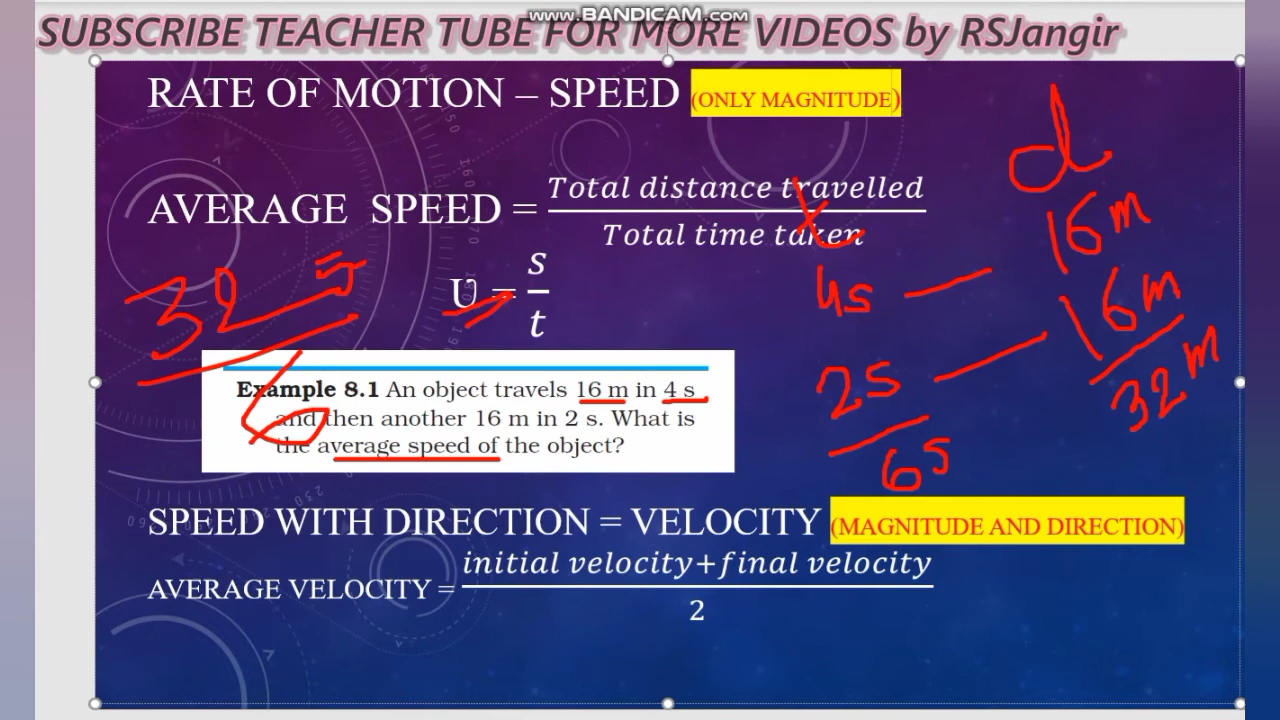 www.BANDICAM.com
SUBSCRIBE TEACHER TUBE FOR MORE VIDEOS by RSJangir
RATE OF MOTION – SPEED (ONLY MAGNITUDE)
d
AVERAGE SPEED = Total distance travelled
Total time taken
t
16 m
4s —
16 m
υ = s
t
32 =
6
2s —
32 m
6s
Example 8.1 An object travels 16 m in 4 s
and then another 16 m in 2 s. What is
the average speed of the object?
SPEED WITH DIRECTION = VELOCITY (MAGNITUDE AND DIRECTION)
AVERAGE VELOCITY = initial velocity+final velocity
2